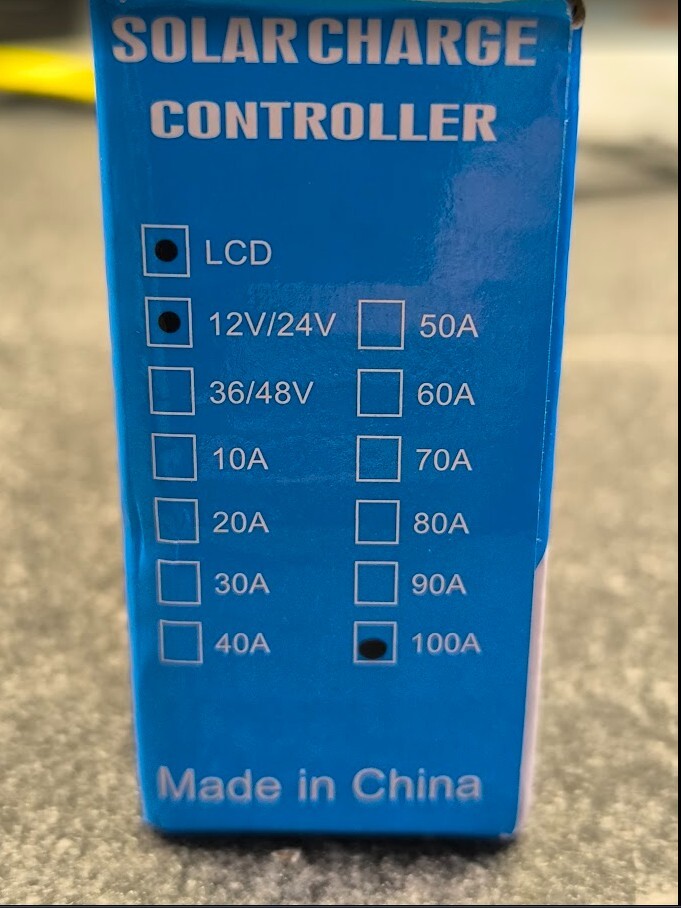 SOLAR CHARGE
CONTROLLER
LCD
12V/24V 50A
36/48V 60A
10A 70A
20A 80A
30A 90A
40A 100A
Made in China